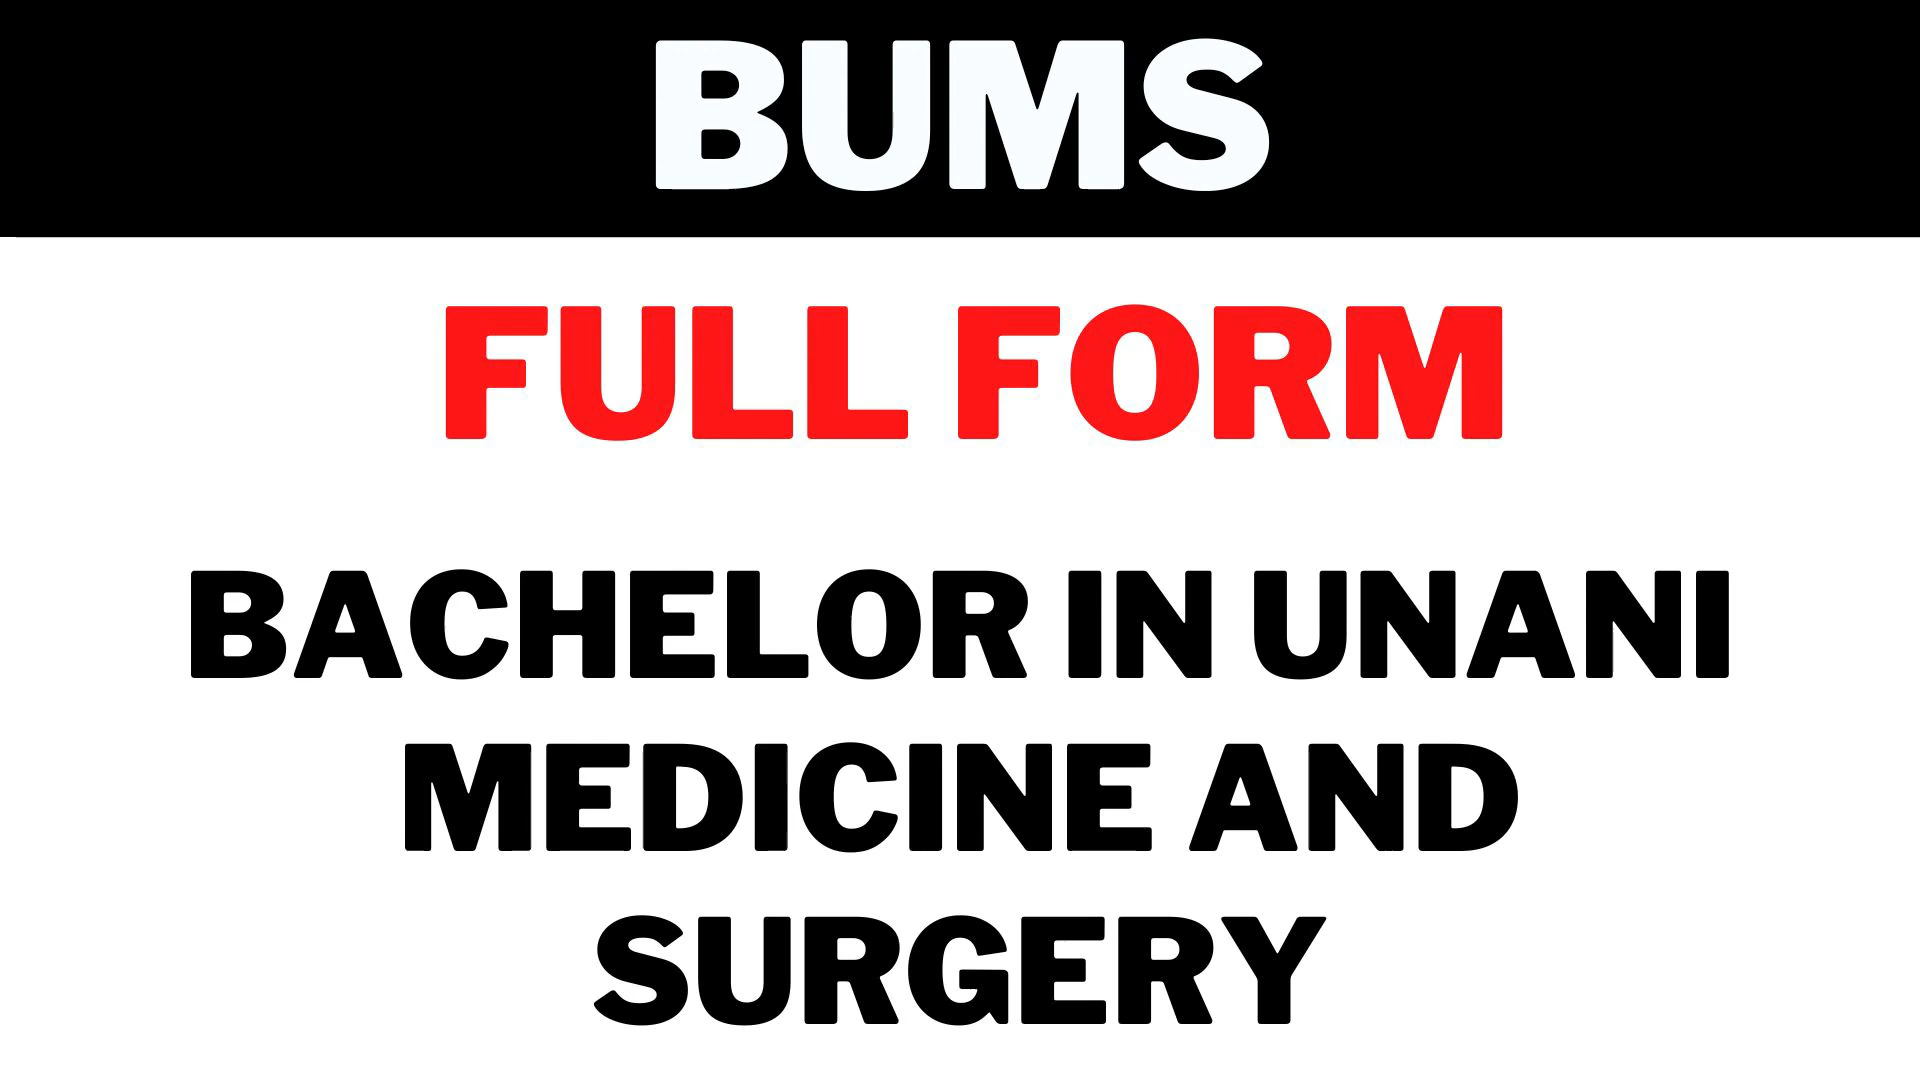 BUMS
FULL FORM
BACHELOR IN UNANI
MEDICINE AND
SURGERY